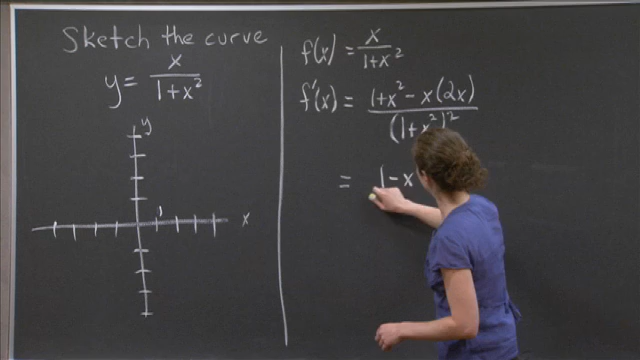 Sketch the curve
y = x / (1+x²)
y
1
x
f(x) = x / (1+x²)
f'(x) = (1+x² - x(2x)) / (1+x²)²
= 1-x